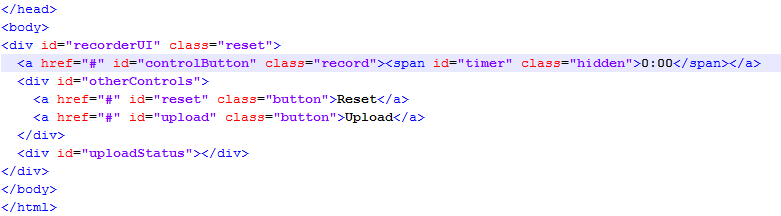 </head>
<body>
<div id="recorderUI" class="reset">
  <a href="#" id="controlButton" class="record"><span id="timer" class="hidden">0:00</span></a>
  <div id="otherControls">
    <a href="#" id="reset" class="button">Reset</a>
    <a href="#" id="upload" class="button">Upload</a>
  </div>
  <div id="uploadStatus"></div>
</div>
</body>
</html>